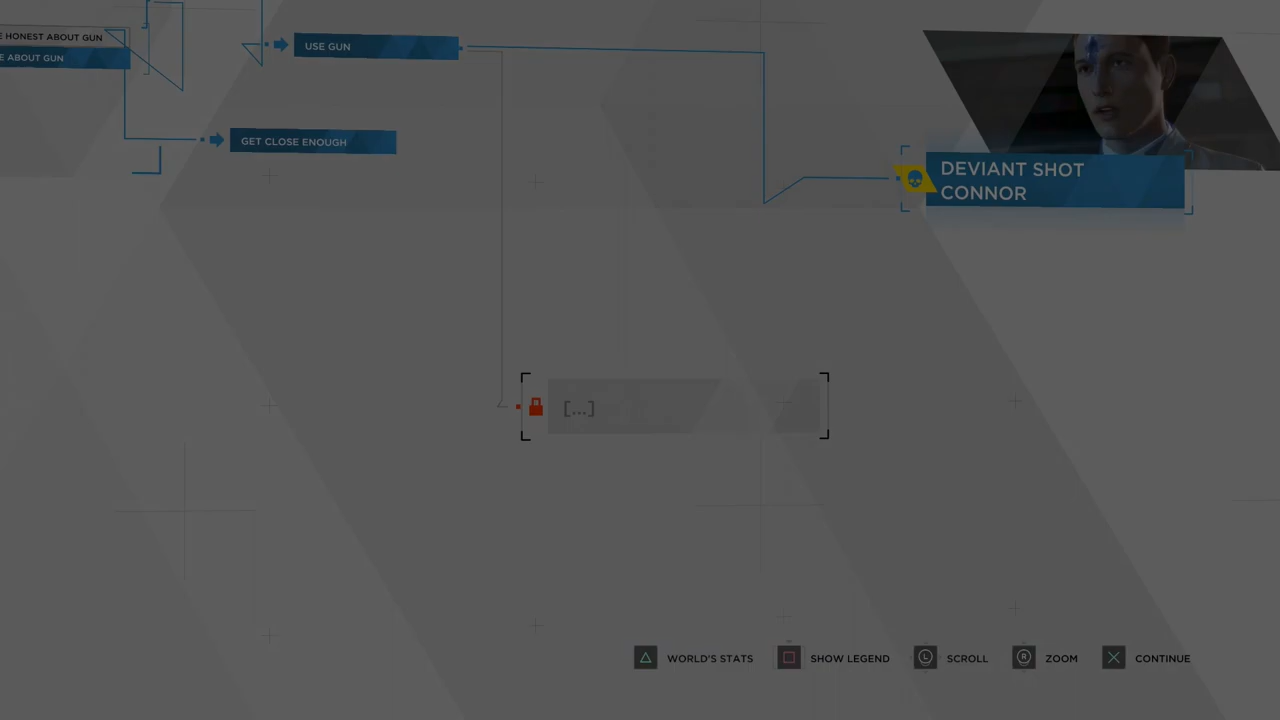 E HONEST ABOUT GUN
E ABOUT GUN
USE GUN
GET CLOSE ENOUGH
DEVIANT SHOT
CONNOR
[...]
WORLD'S STATS
SHOW LEGEND
L
SCROLL
R
ZOOM
CONTINUE